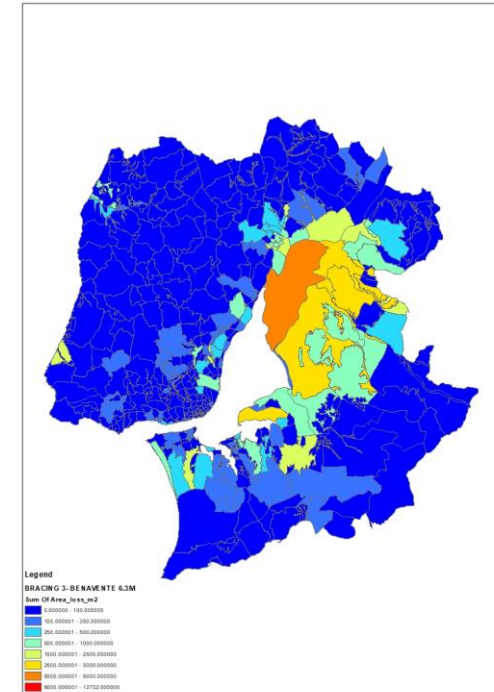 Legend
BRACING 3- BENAVENTE 6.3M
Sum Of Area_loss_m2
0.000000 - 100.000000
100.000001 - 250.000000
250.000001 - 500.000000
500.000001 - 1000.000000
1000.000001 - 2500.000000
2500.000001 - 5000.000000
5000.000001 - 8000.000000
8000.000001 - 12752.000000